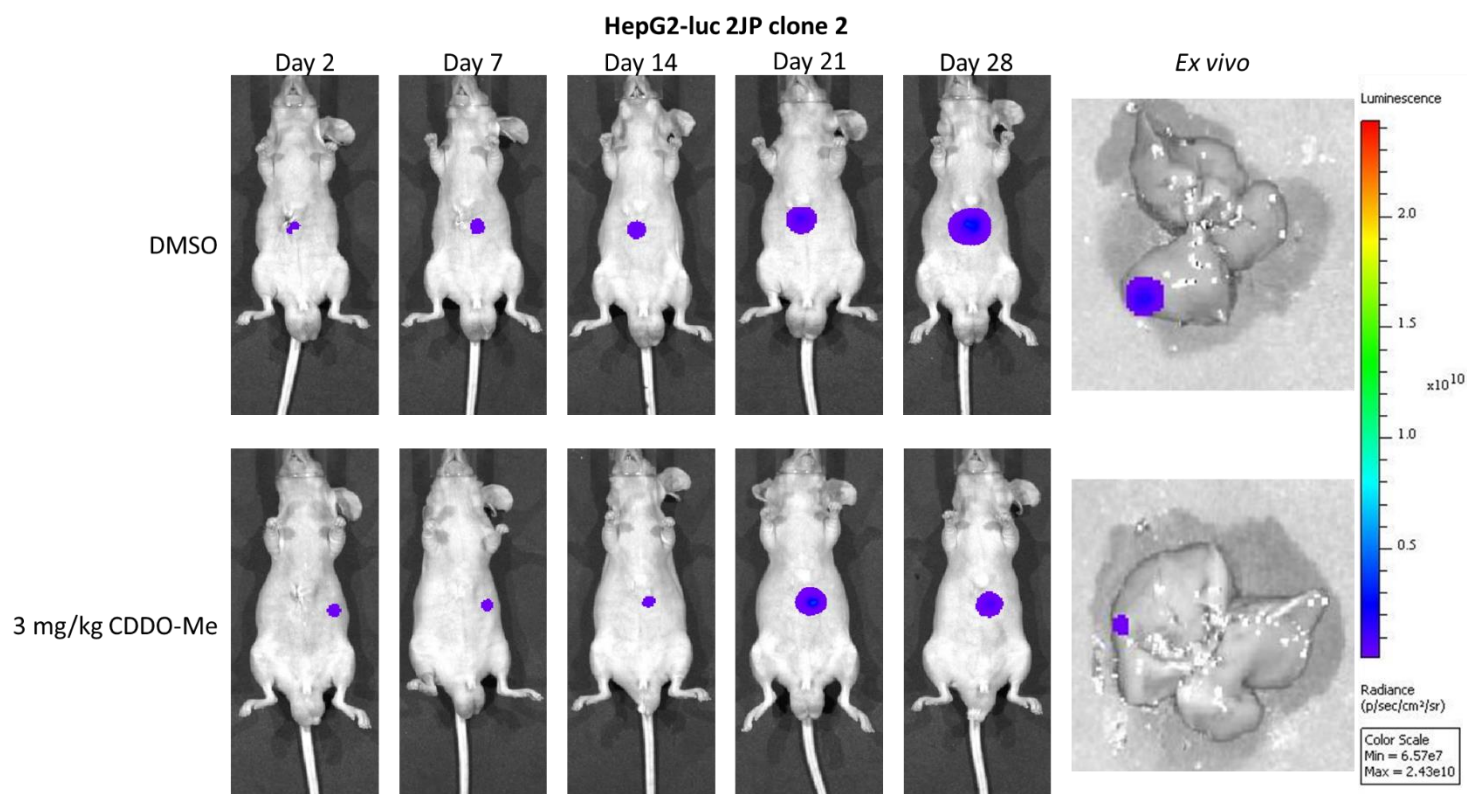 HepG2-luc 2JP clone 2
Day 2 Day 7 Day 14 Day 21 Day 28 Ex vivo
DMSO
3 mg/kg CDDO-Me
Luminescence
2.0
1.5
x10^10
1.0
0.5
Radiance
(p/sec/cm²/sr)
Color Scale
Min = 6.57e7
Max = 2.43e10